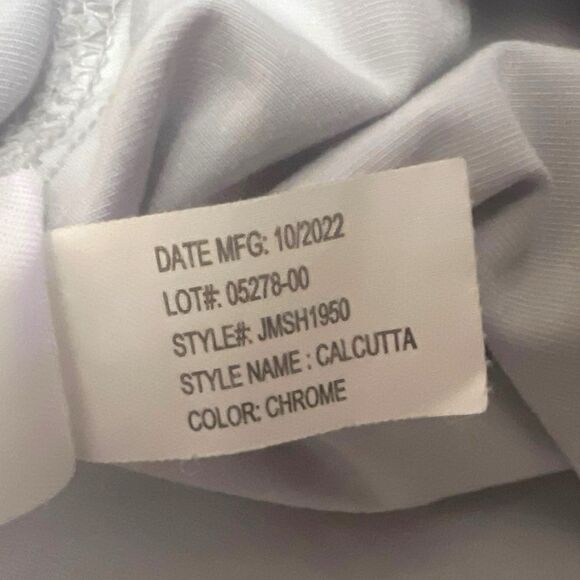 DATE MFG: 10/2022
LOT#: 05278-00
STYLE#: JMSH1950
STYLE NAME : CALCUTTA
COLOR: CHROME